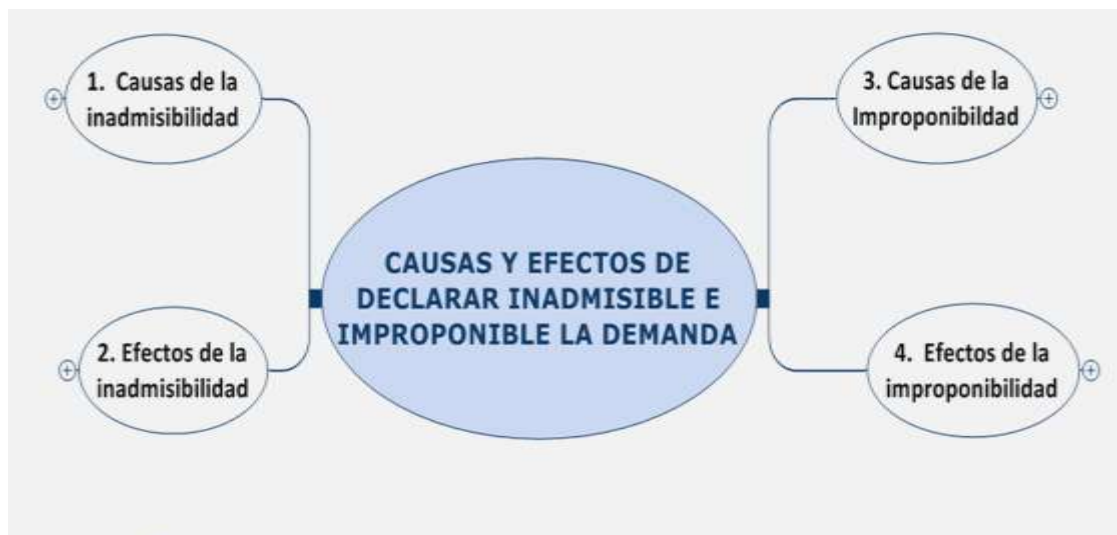 1. Causas de la
inadmisibilidad
2. Efectos de la
inadmisibilidad
CAUSAS Y EFECTOS DE
DECLARAR INADMISIBLE E
IMPROPONIBLE LA DEMANDA
3. Causas de la
Improponibildad
4. Efectos de la
improponibilidad